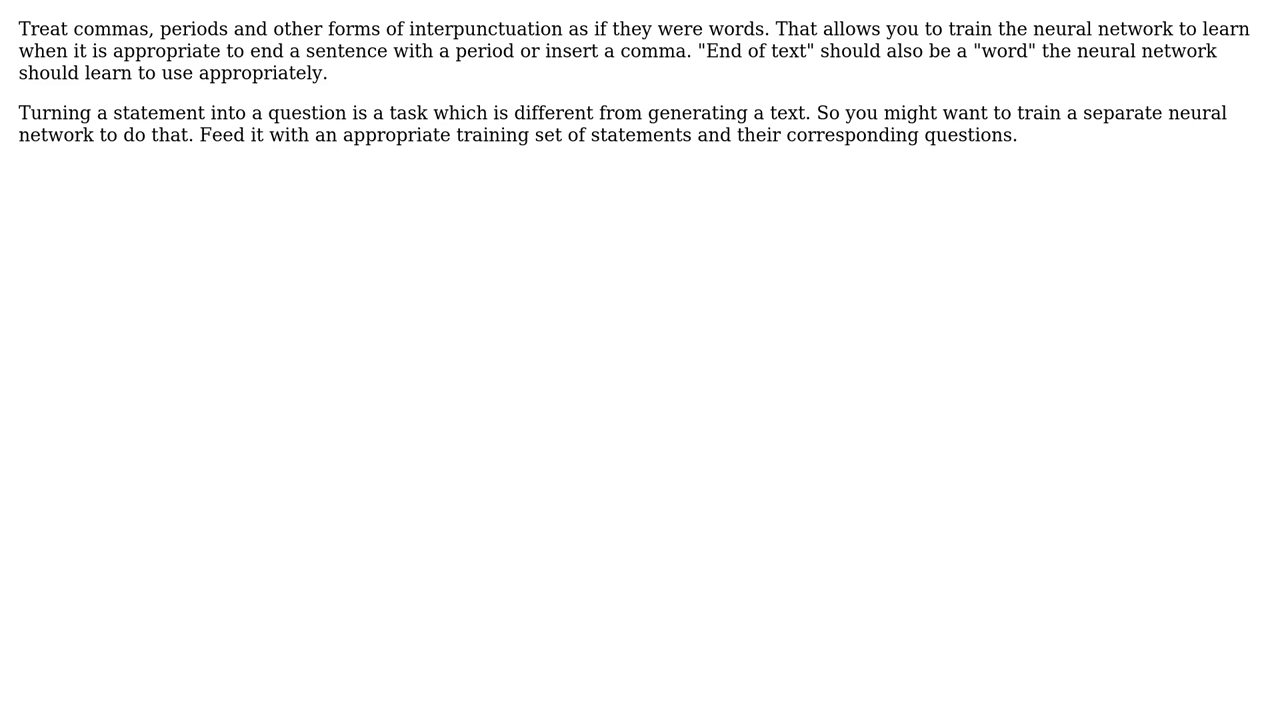 Treat commas, periods and other forms of interpunctuation as if they were words. That allows you to train the neural network to learn
when it is appropriate to end a sentence with a period or insert a comma. "End of text" should also be a "word" the neural network
should learn to use appropriately.
Turning a statement into a question is a task which is different from generating a text. So you might want to train a separate neural
network to do that. Feed it with an appropriate training set of statements and their corresponding questions.